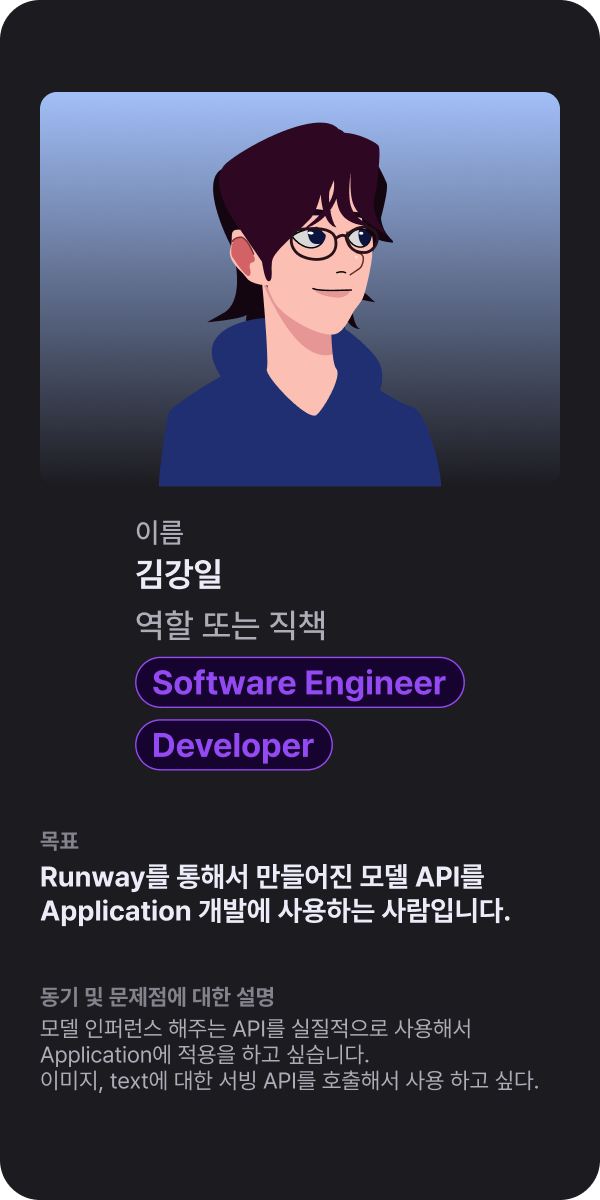 이름
김강일
역할 또는 직책
Software Engineer
Developer
목표
Runway를 통해서 만들어진 모델 API를
Application 개발에 사용하는 사람입니다.
동기 및 문제점에 대한 설명
모델 인퍼런스 해주는 API를 실질적으로 사용해서
Application에 적용을 하고 싶습니다.
이미지, text에 대한 서빙 API를 호출해서 사용 하고 싶다.